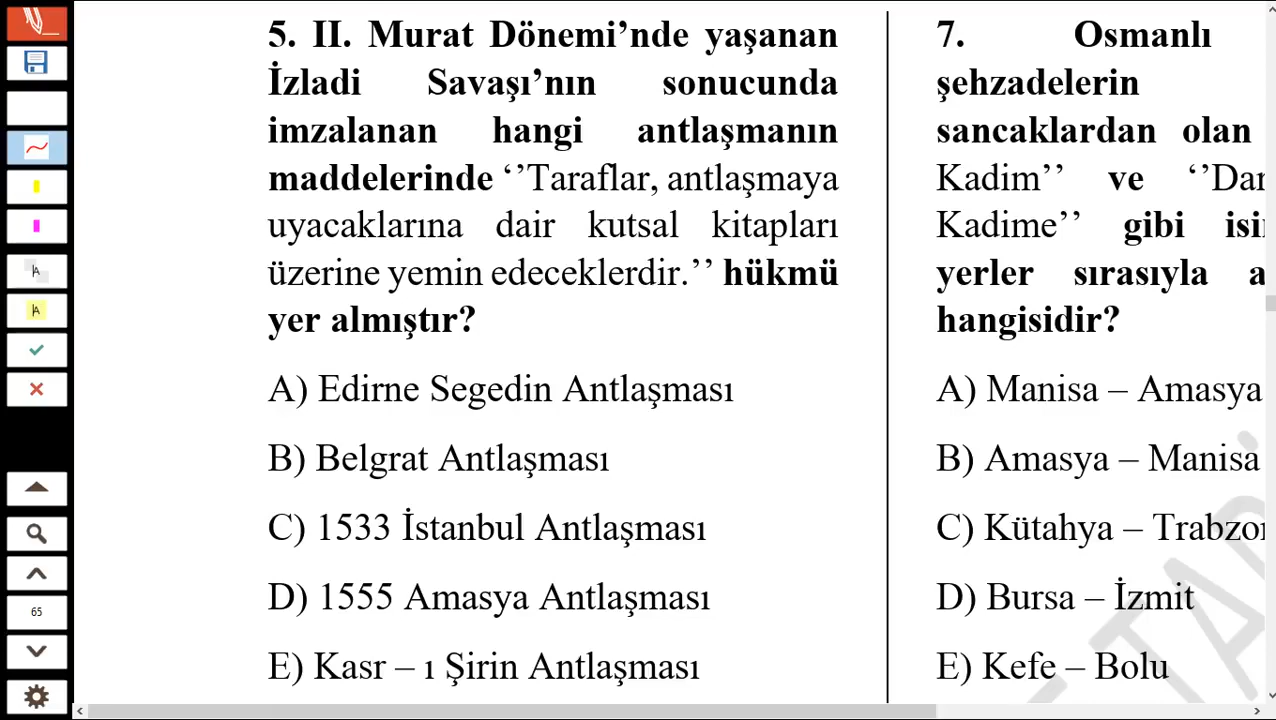 5. II. Murat Dönemi’nde yaşanan
İzladi Savaşı’nın sonucunda
imzalanan hangi antlaşmanın
maddelerinde ‘’Taraflar, antlaşmaya
uyacaklarına dair kutsal kitapları
üzerine yemin edeceklerdir.’’ hükmü
yer almıştır?
A) Edirne Segedin Antlaşması
B) Belgrat Antlaşması
C) 1533 İstanbul Antlaşması
D) 1555 Amasya Antlaşması
E) Kasr – ı Şirin Antlaşması
7. Osmanlı
şehzadelerin
sancaklardan olan
Kadim’’ ve
Kadime’’ gibi
yerler sırasıyla
hangisidir?
A) Manisa – Amasya
B) Amasya – Manisa
C) Kütahya –
D) Bursa – İzmit
E) Kefe – Bolu
65